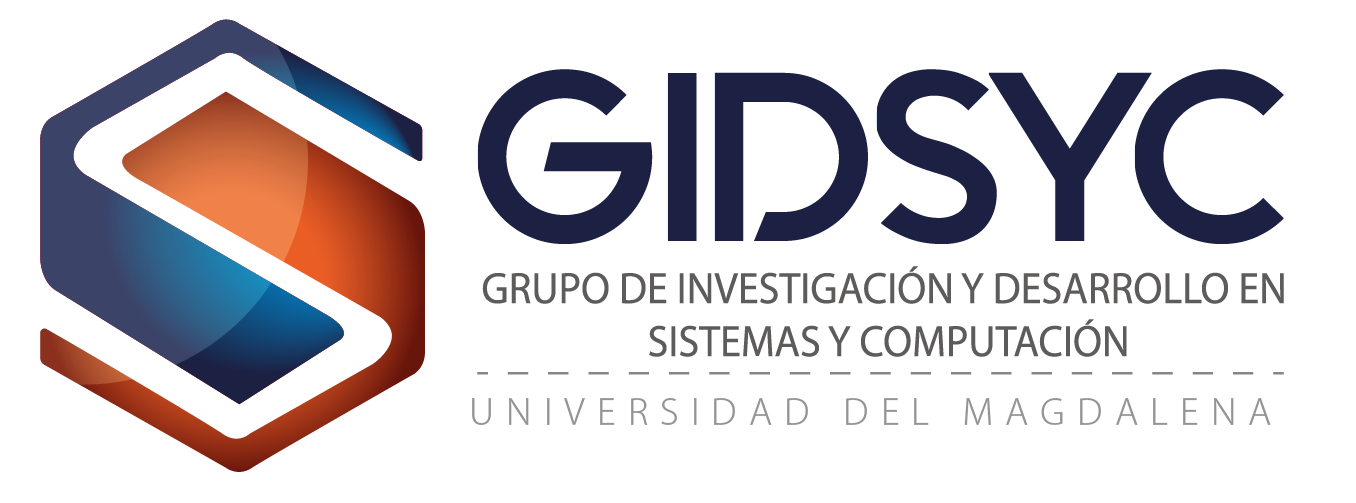 GIDSYC
GRUPO DE INVESTIGACIÓN Y DESARROLLO EN
SISTEMAS Y COMPUTACIÓN
UNIVERSIDAD DEL MAGDALENA